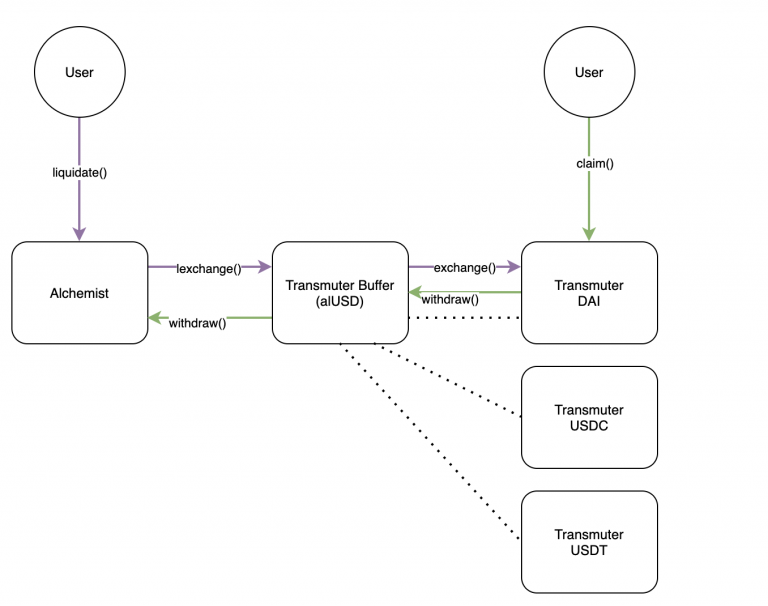 User
User
liquidate()
claim()
Alchemist
lexchange()
withdraw()
Transmuter Buffer
(alUSD)
exchange()
withdraw()
Transmuter
DAI
Transmuter
USDC
Transmuter
USDT